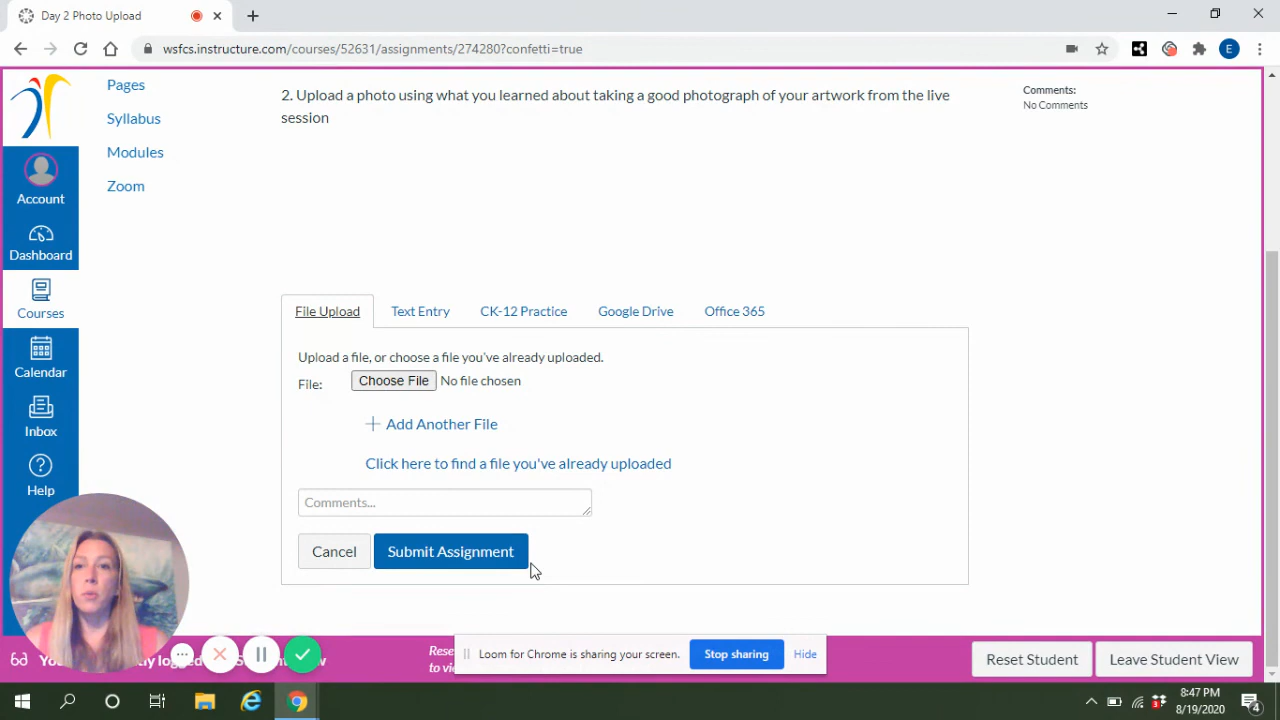 Day 2 Photo Upload
wsfcs.instructure.com/courses/52631/assignments/274280?confetti=true
E
Pages
Syllabus
Modules
Zoom
Account
Dashboard
Courses
Calendar
Inbox
Help
2. Upload a photo using what you learned about taking a good photograph of your artwork from the live
session
Comments:
No Comments
File Upload
Text Entry
CK-12 Practice
Google Drive
Office 365
Upload a file, or choose a file you've already uploaded.
File:
Choose File
No file chosen
Add Another File
Click here to find a file you've already uploaded
Comments...
Cancel
Submit Assignment
Loom for Chrome is sharing your screen.
Stop sharing
Hide
Reset Student
Leave Student View
8:47 PM
8/19/2020
3
4